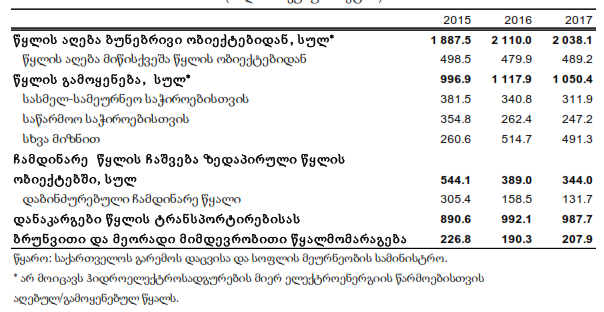 2015 2016 2017
წყლის აღება ბუნებრივი ობიექტებიდან, სულ* 1 887.5 2 110.0 2 038.1
წყლის აღება მიწისქვეშა წყლის ობიექტებიდან 498.5 479.9 489.2
წყლის გამოყენება, სულ* 996.9 1 117.9 1 050.4
სასმელ-სამეურნეო საჭიროებისთვის 381.5 340.8 311.9
საწარმოო საჭიროებისთვის 354.8 262.4 247.2
სხვა მიზნით 260.6 514.7 491.3
ჩამდინარე წყლის ჩაშვება ზედაპირული წყლის
ობიექტებში, სულ 544.1 389.0 344.0
დაბინძურებული ჩამდინარე წყალი 305.4 158.5 131.7
დანაკარგები წყლის ტრანსპორტირებისას 890.6 992.1 987.7
ბრუნვითი და მეორადი მიმდევრობითი წყალმომარაგება 226.8 190.3 207.9
წყარო: საქართველოს გარემოს დაცვისა და სოფლის მეურნეობის სამინისტრო.
* არ მოიცავს ჰიდროელექტროსადგურების მიერ ელექტროენერგიის წარმოებისთვის
აღებულ/გამოყენებულ წყალს.